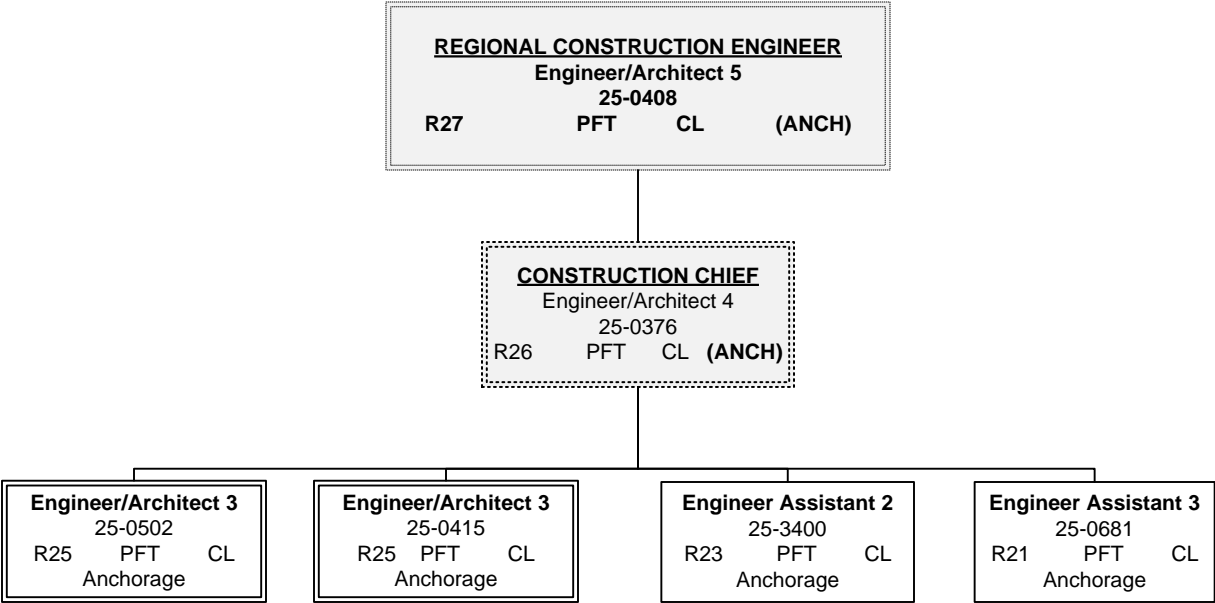 REGIONAL CONSTRUCTION ENGINEER
Engineer/Architect 5
25-0408
R27 PFT CL (ANCH)
CONSTRUCTION CHIEF
Engineer/Architect 4
25-0376
R26 PFT CL (ANCH)
Engineer/Architect 3
25-0502
R25 PFT CL
Anchorage
Engineer/Architect 3
25-0415
R25 PFT CL
Anchorage
Engineer Assistant 2
25-3400
R23 PFT CL
Anchorage
Engineer Assistant 3
25-0681
R21 PFT CL
Anchorage